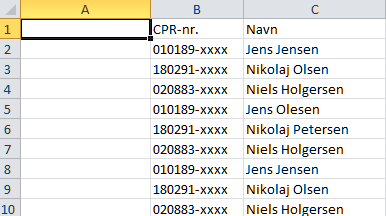 A B C
1 CPR-nr. Navn
2 010189-xxxx Jens Jensen
3 180291-xxxx Nikolaj Olsen
4 020883-xxxx Niels Holgersen
5 010189-xxxx Jens Olesen
6 180291-xxxx Nikolaj Petersen
7 020883-xxxx Niels Holgersen
8 010189-xxxx Jens Jensen
9 180291-xxxx Nikolaj Olsen
10 020883-xxxx Niels Holgersen